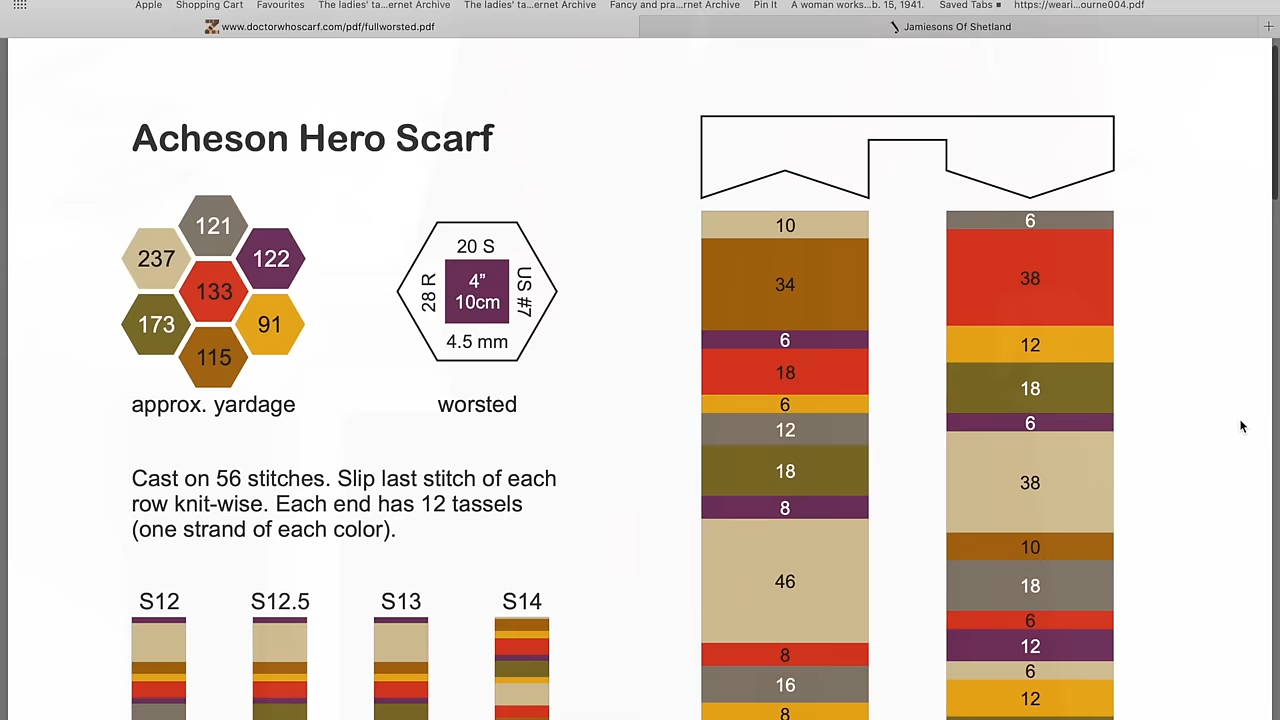 Apple Shopping Cart Favourites The ladies' ta...ernet Archive The ladies' ta...ernet Archive Fancy and pra...rnet Archive Pin It A woman works...b. 15, 1941. Saved Tabs https://weari...ourne004.pdf
www.doctorwhoscarf.com/pdf/fullworsted.pdf
Jamiesons Of Shetland
Acheson Hero Scarf
121
237
122
133
173
91
115
approx. yardage
20 S
28 R
4”
10cm
US #7
4.5 mm
worsted
Cast on 56 stitches. Slip last stitch of each
row knit-wise. Each end has 12 tassels
(one strand of each color).
S12 S12.5 S13 S14
10
34
6
18
6
12
18
8
46
8
16
8
6
38
12
18
6
38
10
18
6
12
6
12